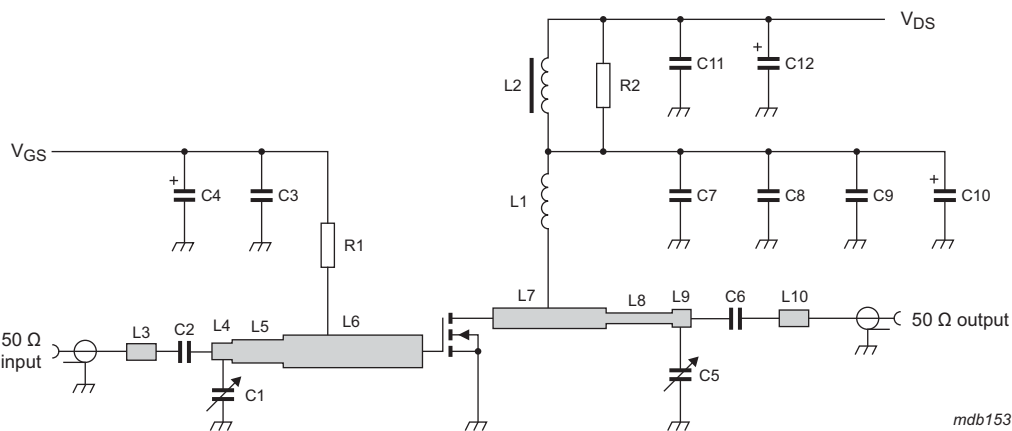 V_DS
C11
C12
L2
R2
V_GS
C4
C3
L1
C7
C8
C9
C10
R1
L7
L8
L9
C6
L10
50 Ω output
L3
C2
L4
L5
L6
50 Ω
input
C1
C5
mdb153
+
+
+